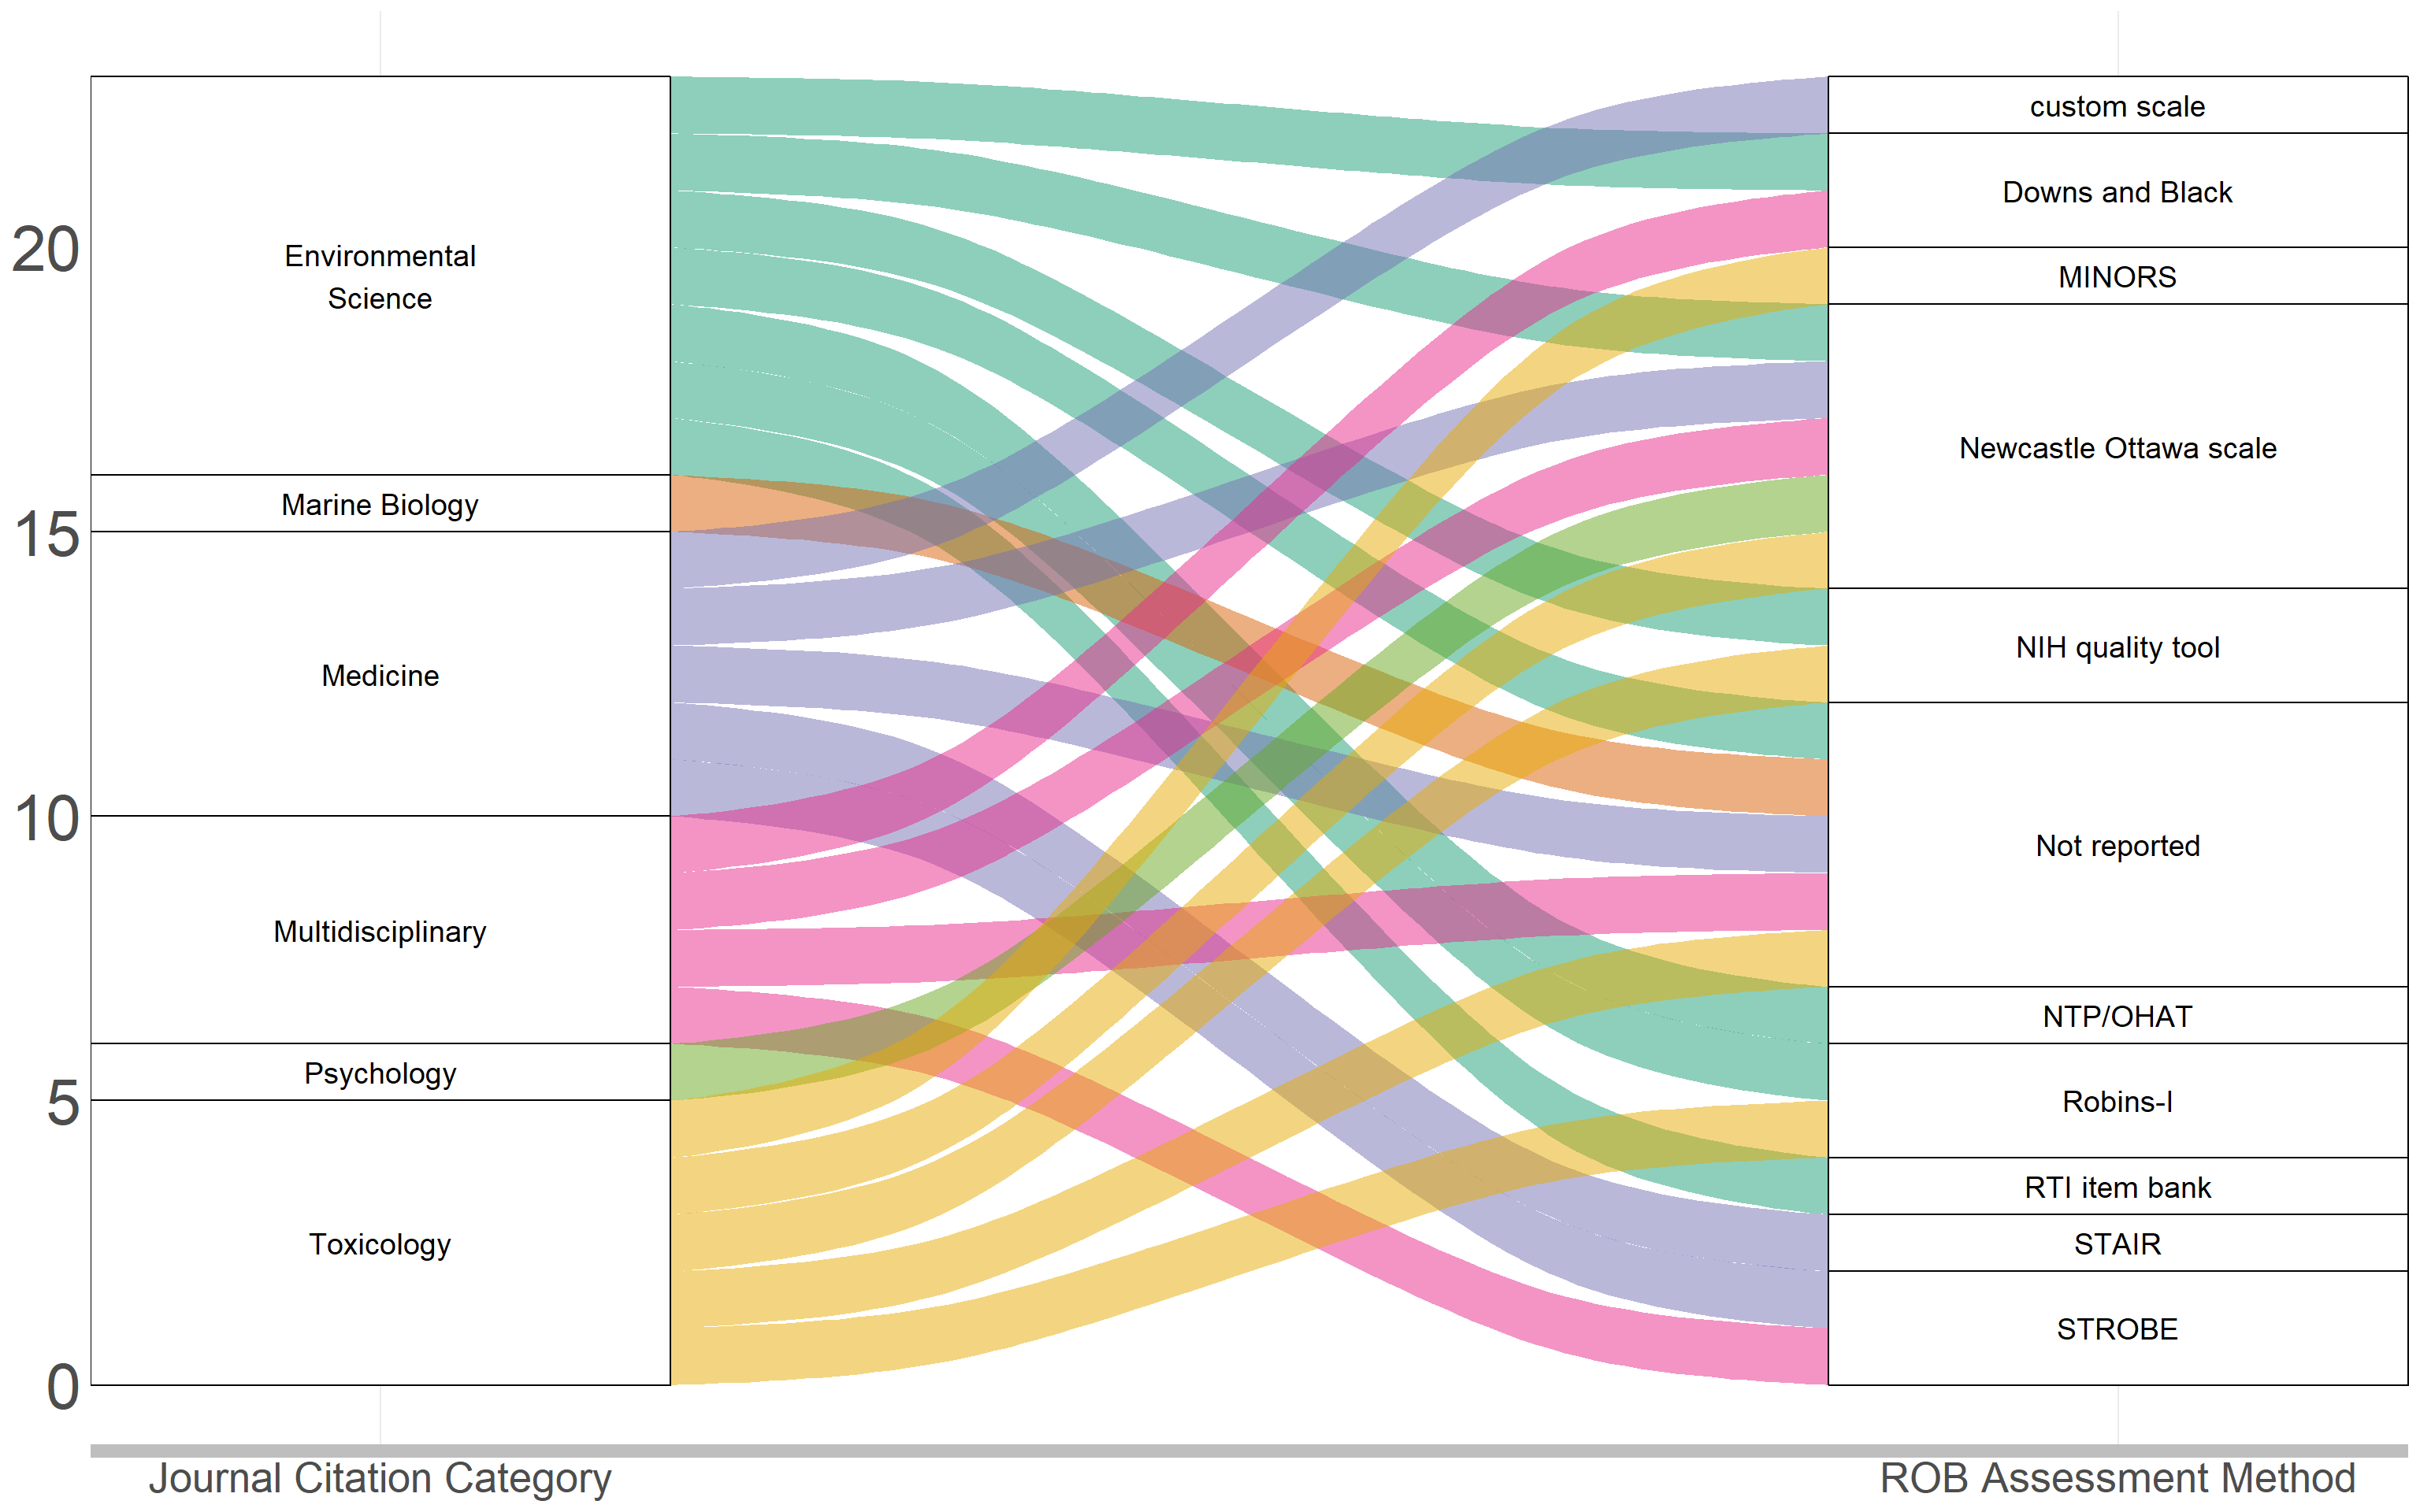 20
15
10
5
0
Environmental
Science
Marine Biology
Medicine
Multidisciplinary
Psychology
Toxicology
custom scale
Downs and Black
MINORS
Newcastle Ottawa scale
NIH quality tool
Not reported
NTP/OHAT
Robins-I
RTI item bank
STAIR
STROBE
Journal Citation Category
ROB Assessment Method